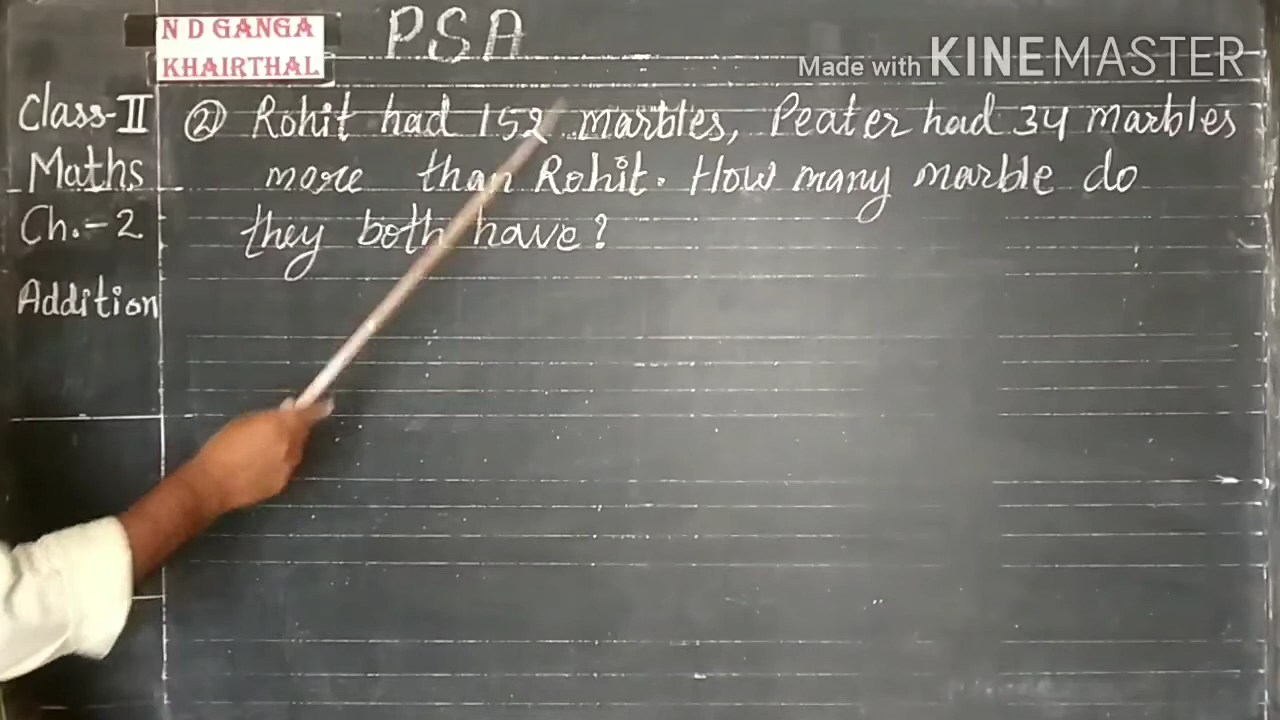 N D GANGA
KHAIRTHAL
PSA
Made with KINEMASTER
Class-II
Maths
Ch.-2
Addition
② Rohit had 152 marbles, Peater had 34 marbles
more than Rohit. How many marble do
they both have?